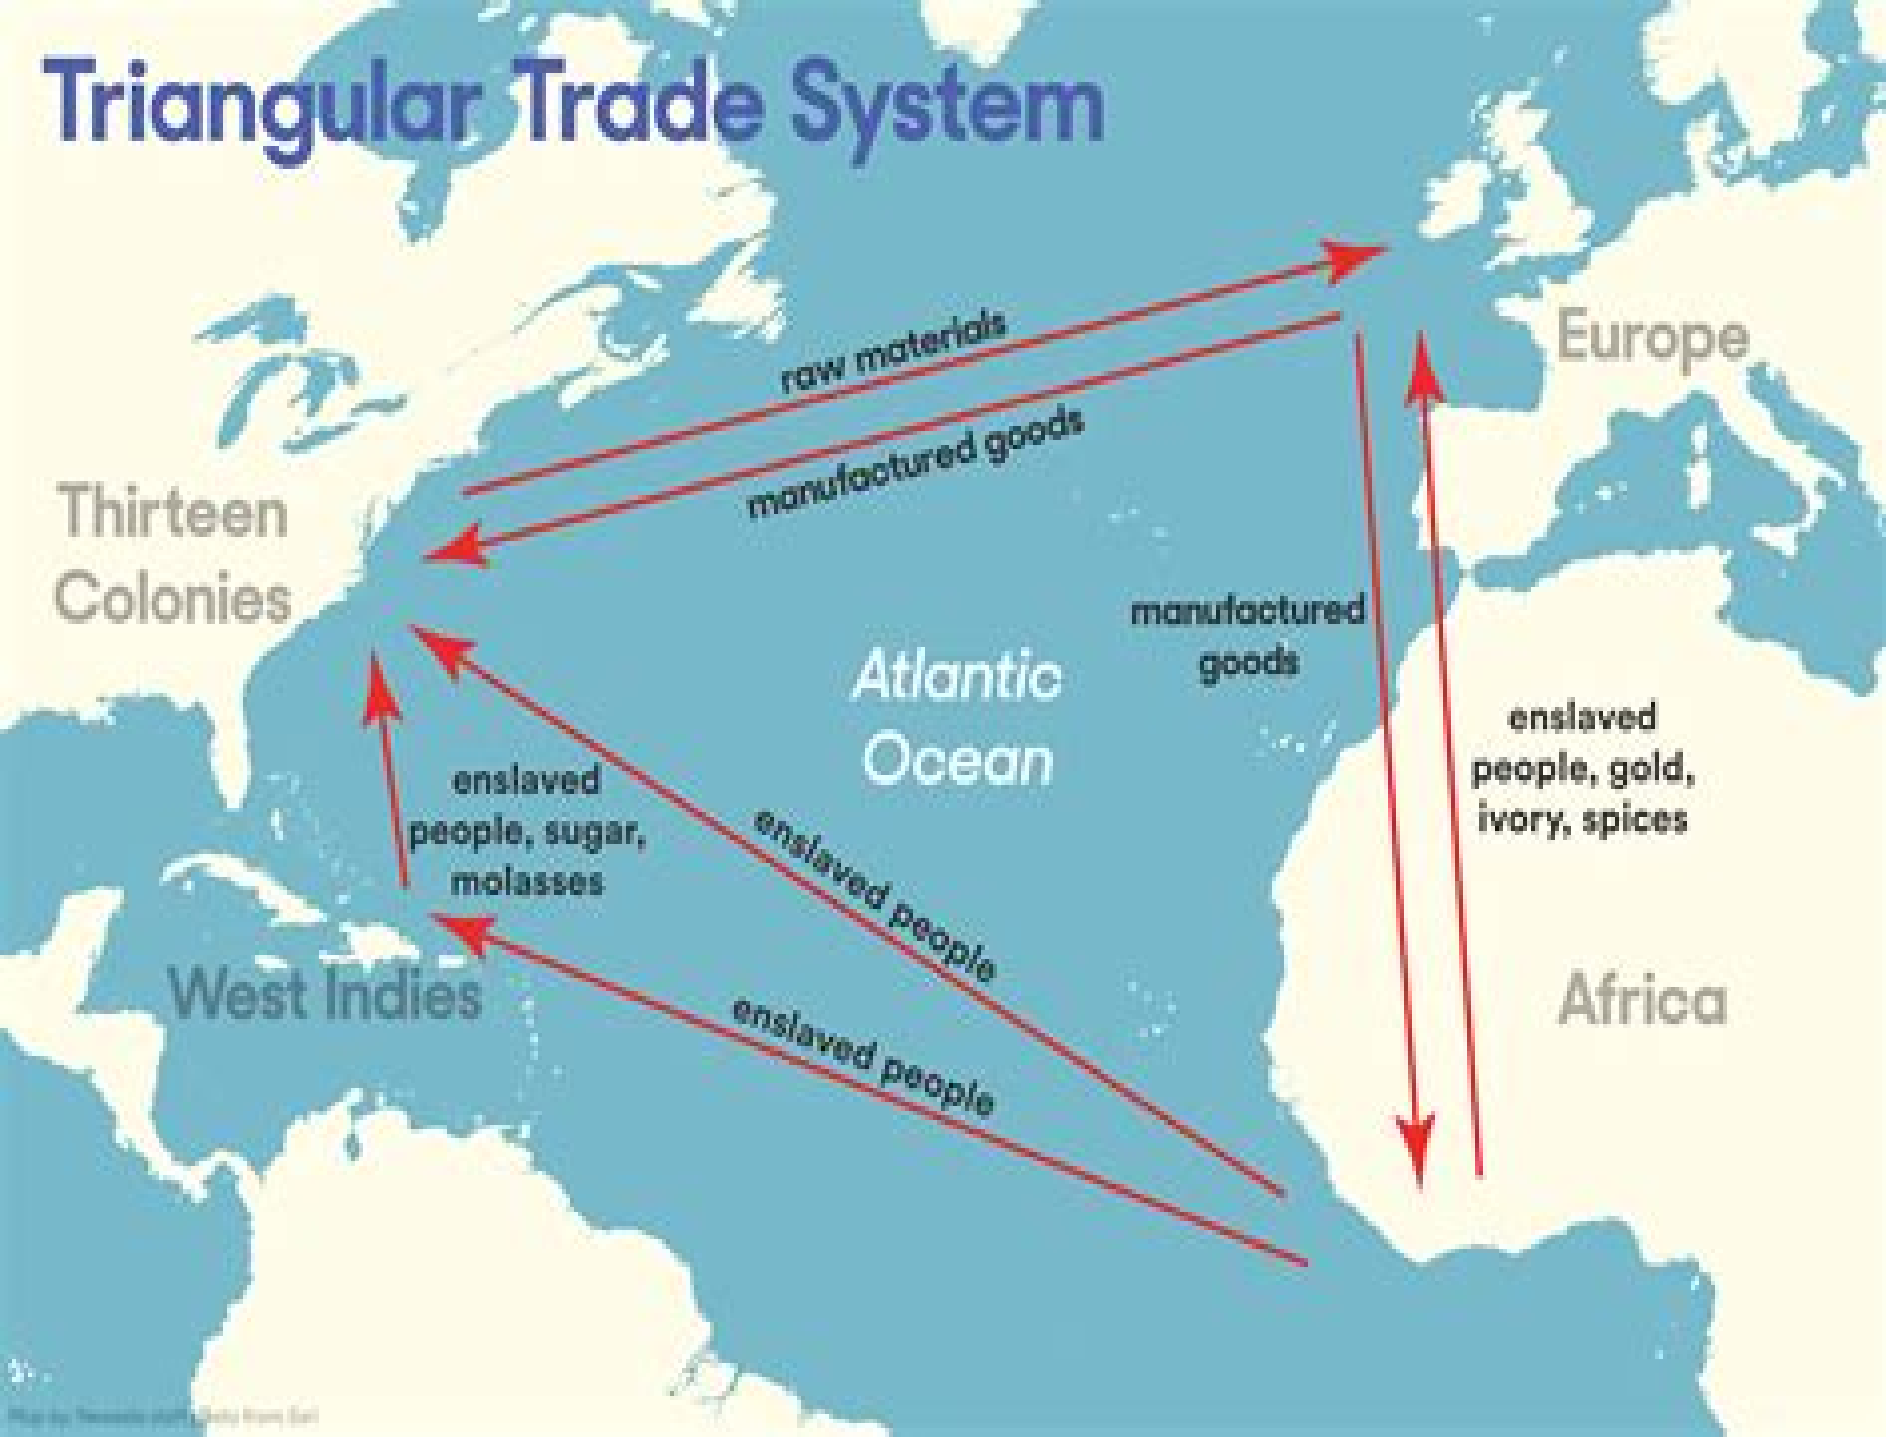 Triangular Trade System
raw materials
manufactured goods
Europe
Thirteen
Colonies
Atlantic
Ocean
manufactured
goods
enslaved
people, gold,
ivory, spices
enslaved
people, sugar,
molasses
enslaved people
enslaved people
West Indies
Africa